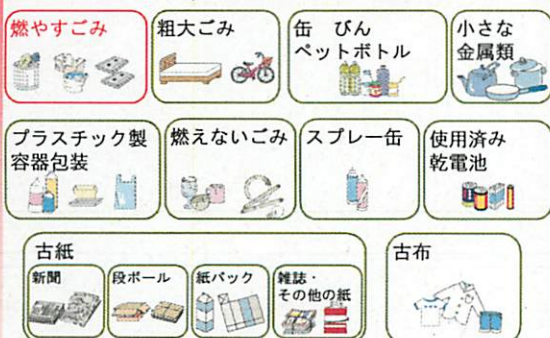 燃やすごみ
粗大ごみ
缶　びん
ペットボトル
小さな
金属類
プラスチック製
容器包装
燃えないごみ
スプレー缶
使用済み
乾電池
古紙
新聞
段ボール
紙パック
雑誌・
その他の紙
古布